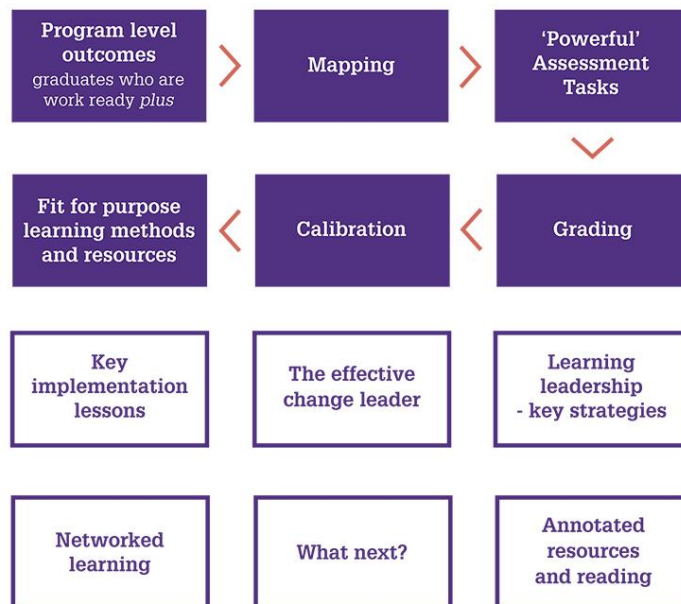 Program level
outcomes
graduates who are
work ready plus
Mapping
‘Powerful’
Assessment
Tasks
Fit for purpose
learning methods
and resources
Calibration
Grading
Key
implementation
lessons
The effective
change leader
Learning
leadership
- key strategies
Networked
learning
What next?
Annotated
resources
and reading